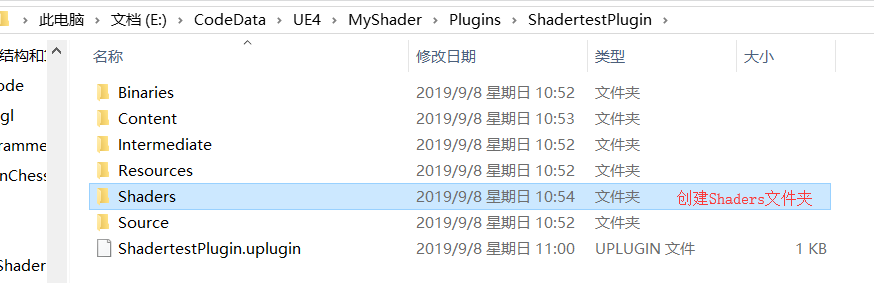 此电脑 › 文档 (E:) › CodeData › UE4 › MyShader › Plugins › ShadertestPlugin ›
名称 修改日期 类型 大小
结构和
ode
gl
ramme
nChess
Shader
Binaries 2019/9/8 星期日 10:52 文件夹
Content 2019/9/8 星期日 10:53 文件夹
Intermediate 2019/9/8 星期日 10:52 文件夹
Resources 2019/9/8 星期日 10:52 文件夹
Shaders 2019/9/8 星期日 10:54 文件夹 创建Shaders文件夹
Source 2019/9/8 星期日 10:52 文件夹
ShadertestPlugin.uplugin 2019/9/8 星期日 11:00 UPLUGIN 文件 1 KB